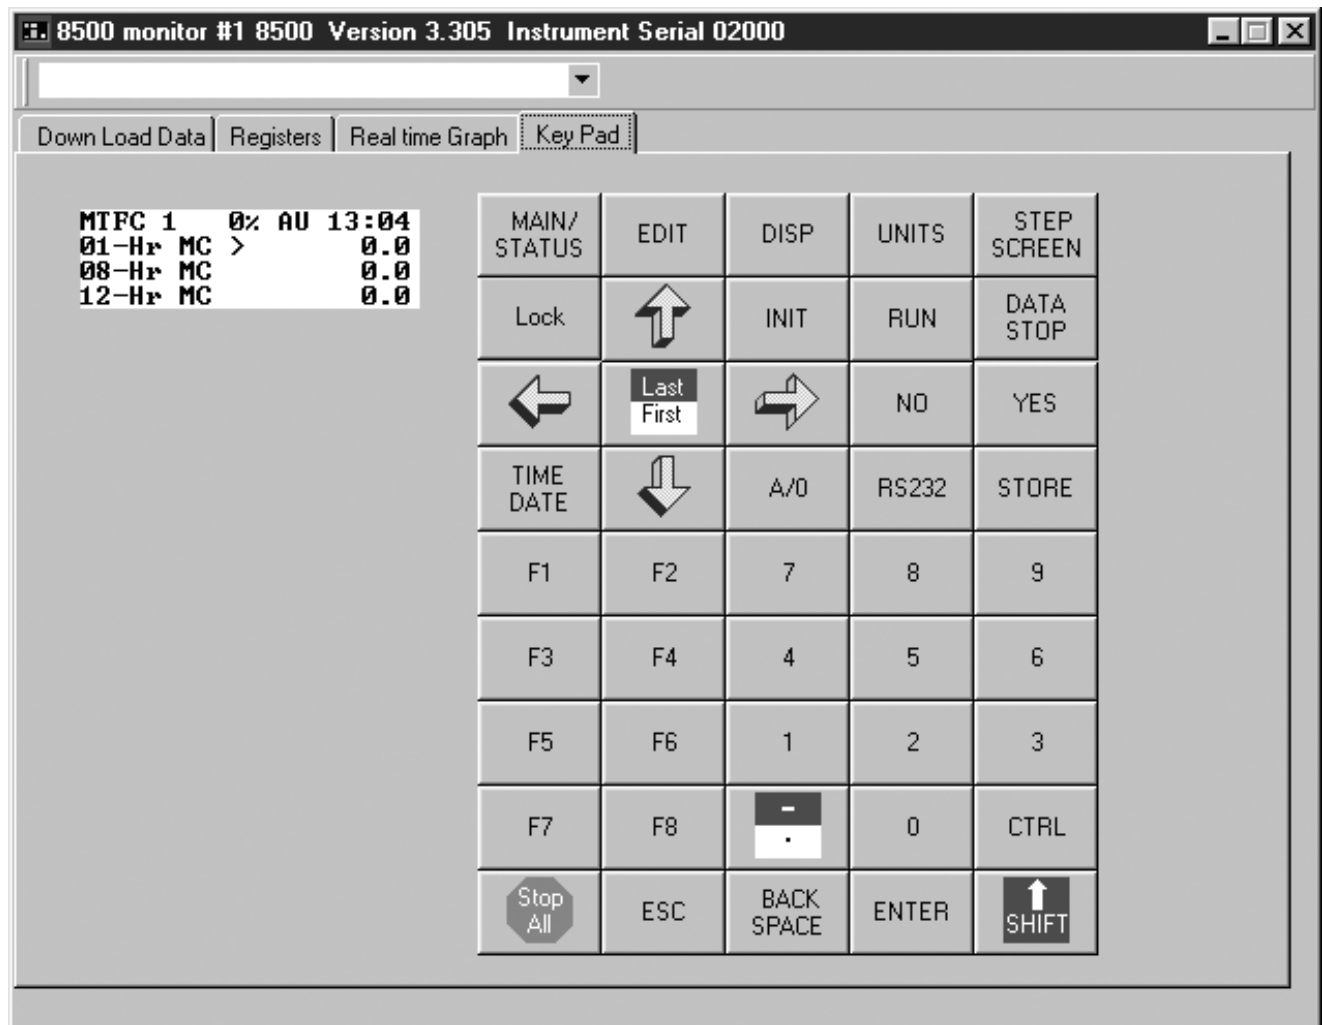 8500 monitor #1 8500 Version 3.305 Instrument Serial 02000
Down Load Data Registers Real time Graph Key Pad
MTFC 1 0% AU 13:04
01-Hr MC > 0.0
08-Hr MC 0.0
12-Hr MC 0.0
MAIN/
STATUS
EDIT
DISP
UNITS
STEP
SCREEN
Lock
INIT
RUN
DATA
STOP
Last
First
NO
YES
TIME
DATE
A/0
RS232
STORE
F1
F2
7
8
9
F3
F4
4
5
6
F5
F6
1
2
3
F7
F8
-
.
0
CTRL
Stop
All
ESC
BACK
SPACE
ENTER
SHIFT